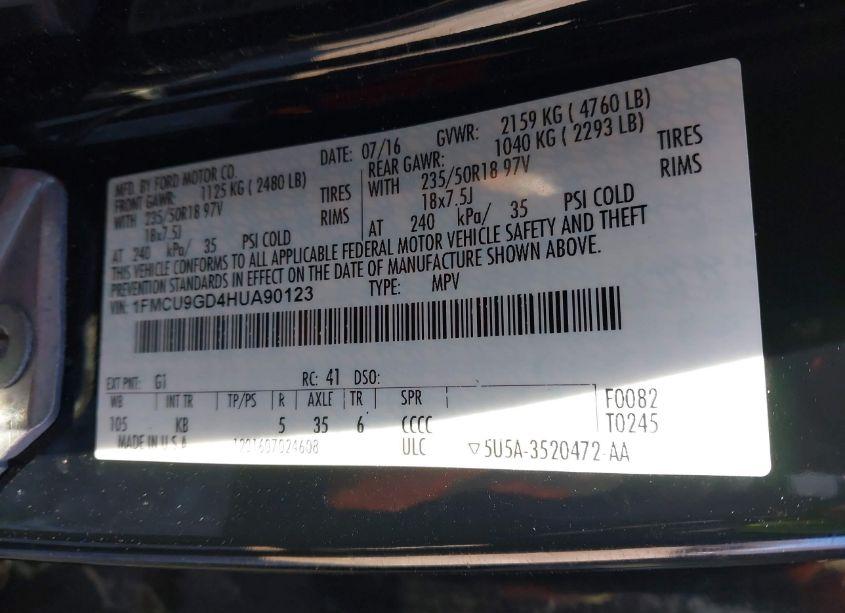 MFD. BY FORD MOTOR CO.
DATE: 07/16 GVWR: 2159 KG ( 4760 LB)
FRONT GAWR: 1125 KG ( 2480 LB)
REAR GAWR: 1040 KG ( 2293 LB)
WITH 235/50R18 97V TIRES
WITH 235/50R18 97V TIRES
18x7.5J RIMS
18x7.5J RIMS
AT 240 kPa/ 35 PSI COLD
AT 240 kPa/ 35 PSI COLD
THIS VEHICLE CONFORMS TO ALL APPLICABLE FEDERAL MOTOR VEHICLE SAFETY AND THEFT
PREVENTION STANDARDS IN EFFECT ON THE DATE OF MANUFACTURE SHOWN ABOVE.
VIN: 1FMCU9GD4HUA90123 TYPE: MPV
EXT PNT: G1 RC: 41 DSO:
WB INT TR TP/PS R AXLE TR SPR
105 KB 5 35 6 CCCC
F0082
T0245
MADE IN U.S.A 1201607024608 ULC ▽5U5A-3520472-AA